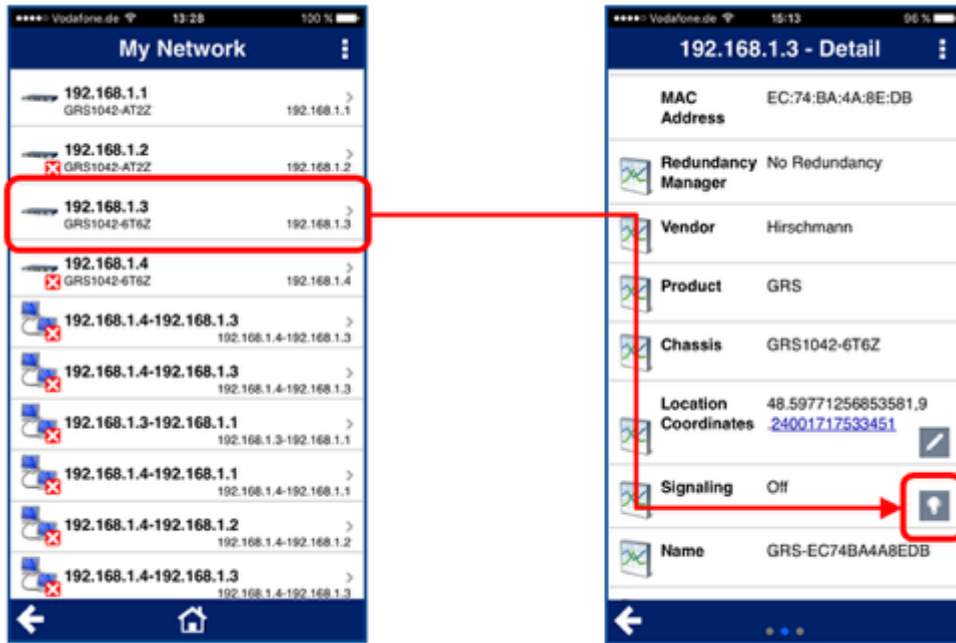 Vodafone.de 13:28 100 %
My Network
192.168.1.1
GRS1042-AT2Z 192.168.1.1
192.168.1.2
GRS1042-AT2Z 192.168.1.2
192.168.1.3
GRS1042-6T6Z 192.168.1.3
192.168.1.4
GRS1042-6T6Z 192.168.1.4
192.168.1.4-192.168.1.3
192.168.1.4-192.168.1.3
192.168.1.4-192.168.1.3
192.168.1.4-192.168.1.3
192.168.1.3-192.168.1.1
192.168.1.3-192.168.1.1
192.168.1.4-192.168.1.1
192.168.1.4-192.168.1.1
192.168.1.4-192.168.1.2
192.168.1.4-192.168.1.2
192.168.1.4-192.168.1.3
192.168.1.4-192.168.1.3
Vodafone.de 15:13 96 %
192.168.1.3 - Detail
MAC EC:74:BA:4A:8E:DB
Address
Redundancy No Redundancy
Manager
Vendor Hirschmann
Product GRS
Chassis GRS1042-6T6Z
Location 48.59771256853581,9
Coordinates .24001717533451
Signaling Off
Name GRS-EC74BA4A8EDB